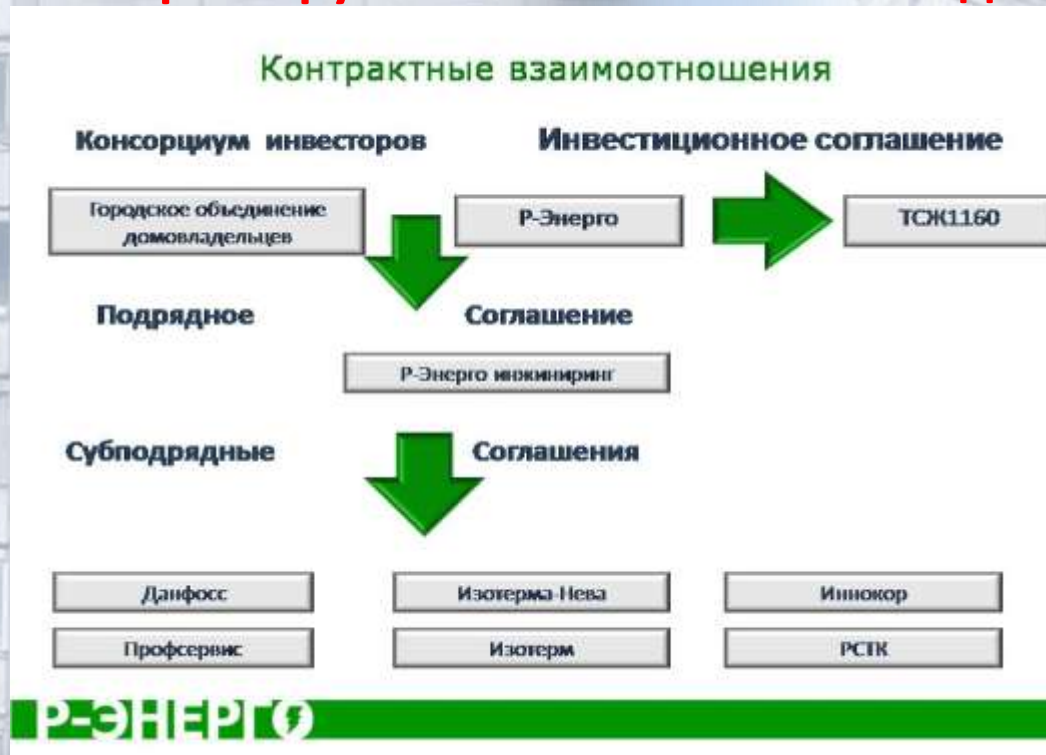 Контрактные взаимоотношения
Консорциум инвесторов
Инвестиционное соглашение
Городское объединение
домовладельцев
Р-Энерго
ТСЖ1160
Подрядное
Соглашение
Р-Энерго инжиниринг
Субподрядные
Соглашения
Данфосс
Изотерма-Нева
Иннокор
Профсервис
Изотерм
РСТК
Р-ЭНЕРГО